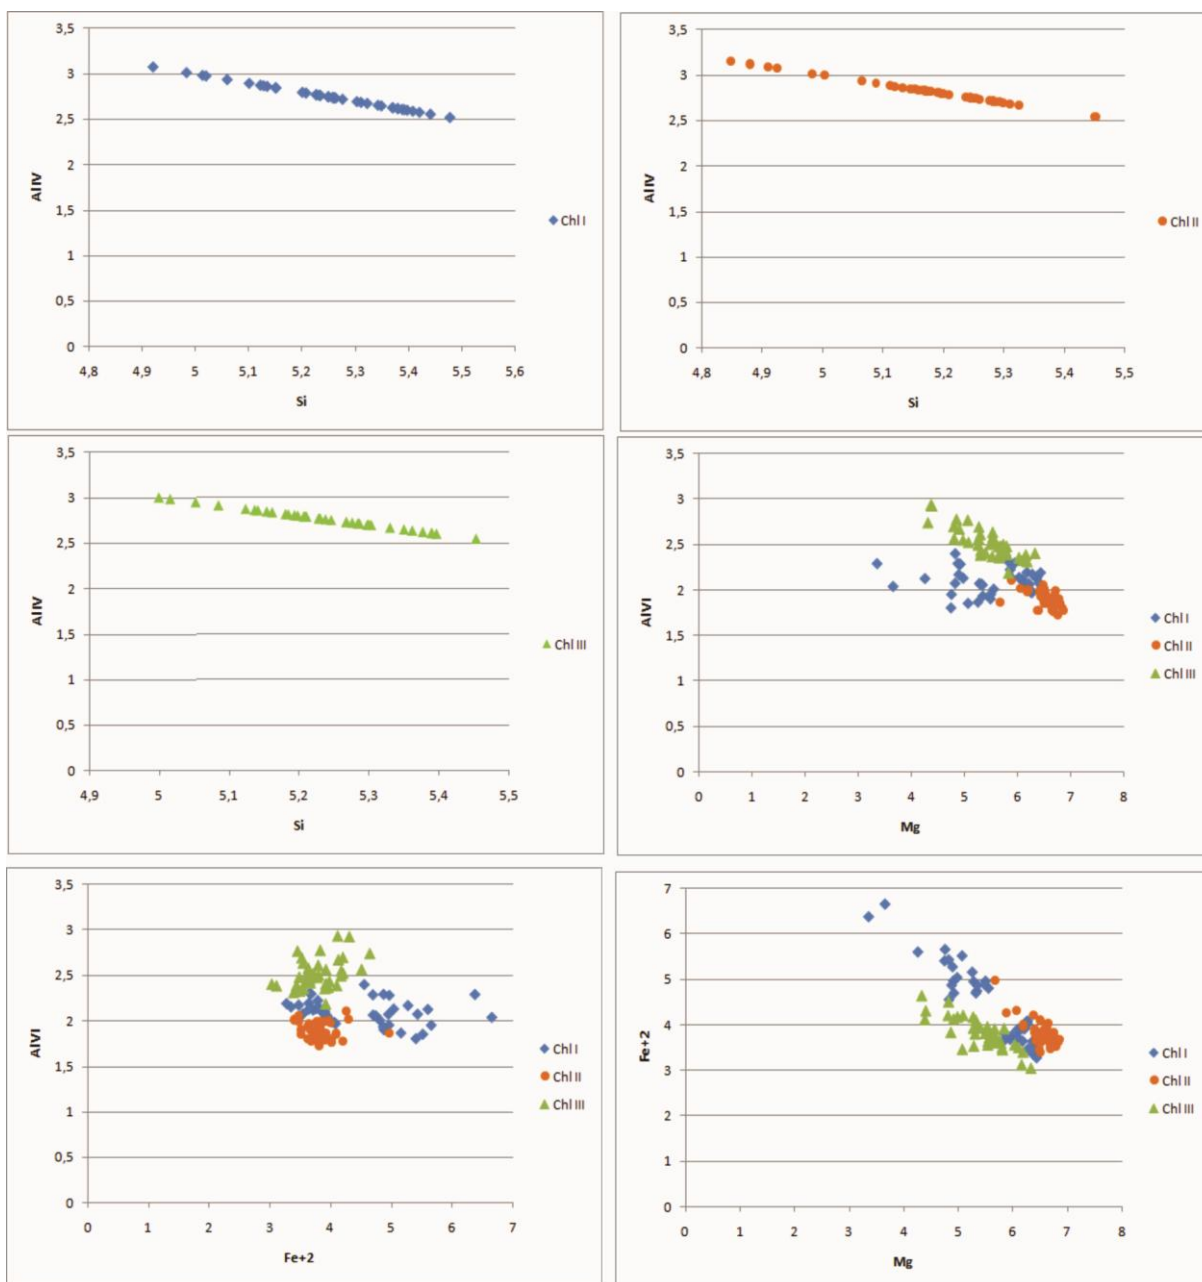 3,5
3
2,5
2
1,5
1
0,5
0
AlIV
4,8 4,9 5 5,1 5,2 5,3 5,4 5,5 5,6
Si
Chl I
3,5
3
2,5
2
1,5
1
0,5
0
AlIV
4,8 4,9 5 5,1 5,2 5,3 5,4 5,5
Si
Chl II
3,5
3
2,5
2
1,5
1
0,5
0
AlIV
4,9 5 5,1 5,2 5,3 5,4 5,5
Si
Chl III
3,5
3
2,5
2
1,5
1
0,5
0
AlVI
0 1 2 3 4 5 6 7 8
Mg
Chl I
Chl II
Chl III
3,5
3
2,5
2
1,5
1
0,5
0
AlVI
0 1 2 3 4 5 6 7
Fe+2
Chl I
Chl II
Chl III
7
6
5
4
3
2
1
0
Fe+2
0 1 2 3 4 5 6 7 8
Mg
Chl I
Chl II
Chl III